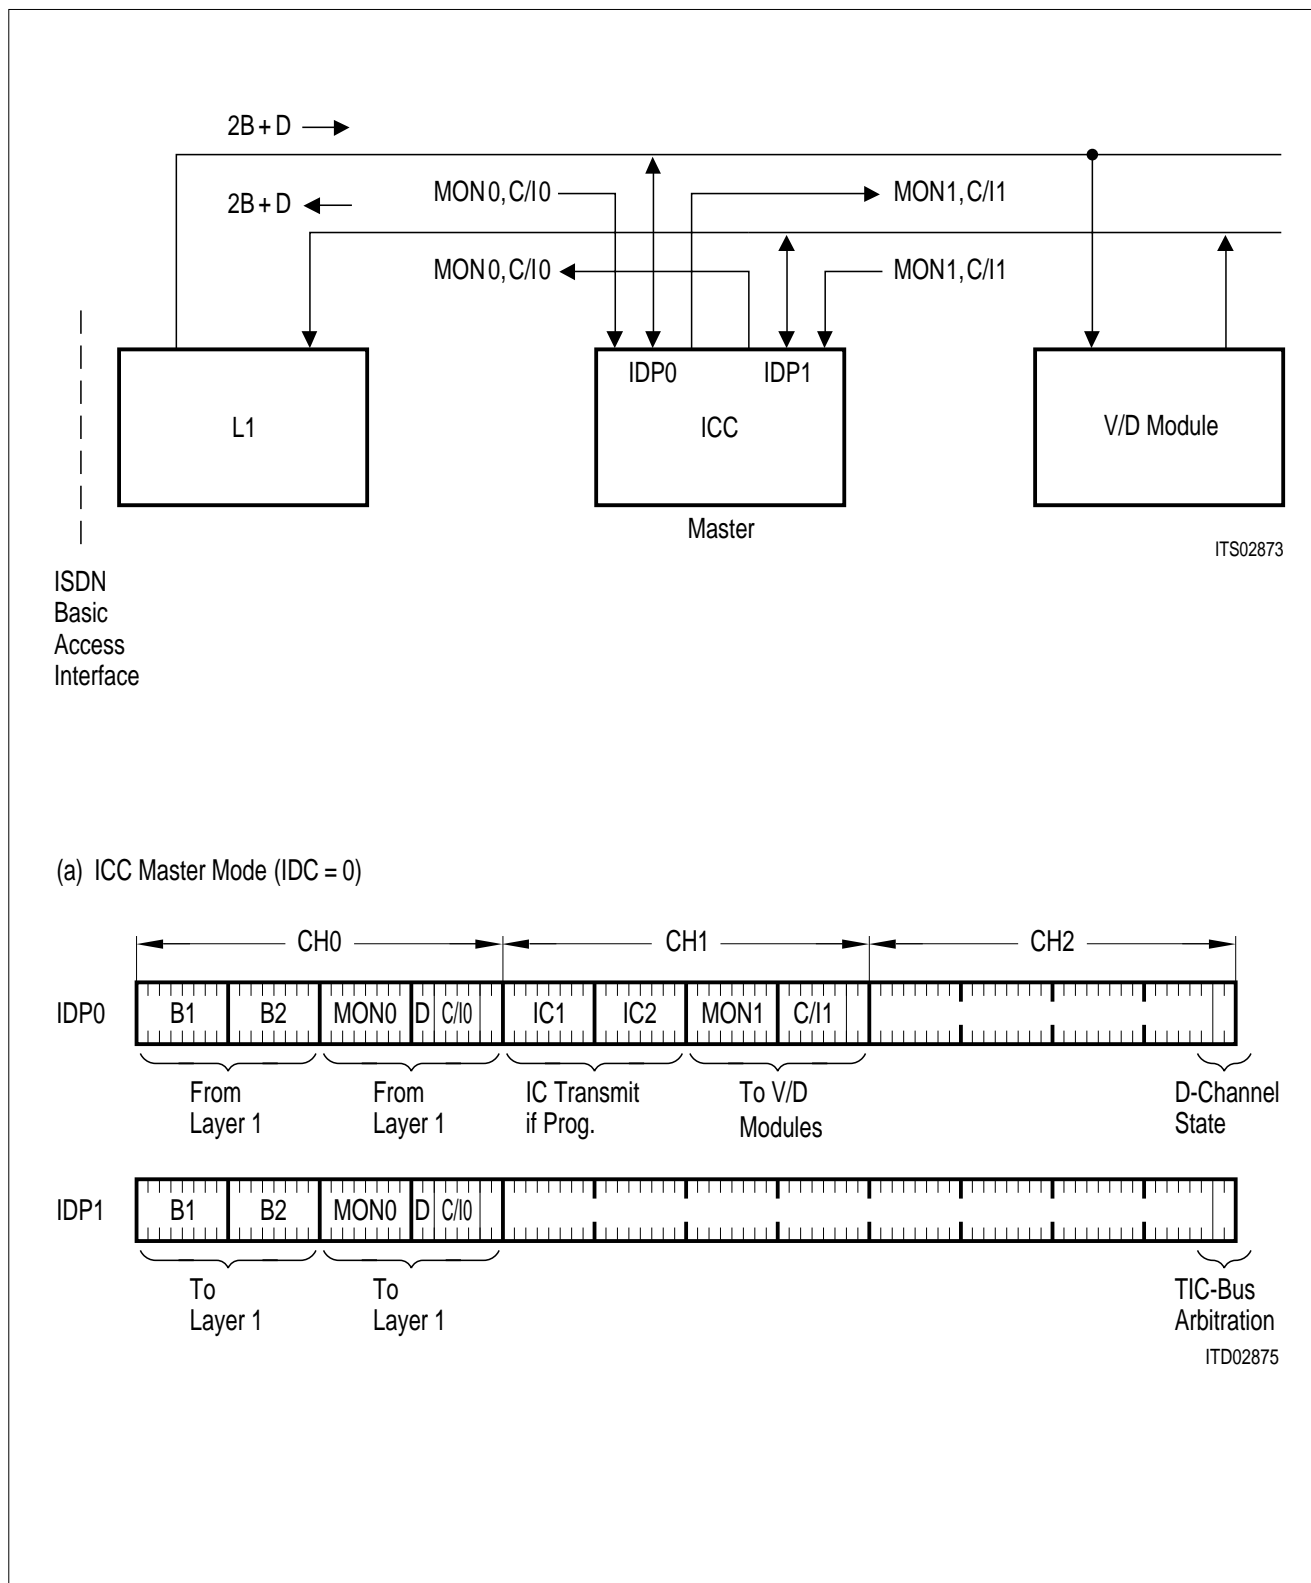 2B + D
2B + D
MON0, C/I0
MON1, C/I1
MON0, C/I0
MON1, C/I1
IDP0
IDP1
L1
ICC
V/D Module
Master
ITS02873
ISDN
Basic
Access
Interface
(a) ICC Master Mode (IDC = 0)
CH0
CH1
CH2
IDP0
B1
B2
MON0
D
C/I0
IC1
IC2
MON1
C/I1
From
Layer 1
From
Layer 1
IC Transmit
if Prog.
To V/D
Modules
D-Channel
State
IDP1
B1
B2
MON0
D
C/I0
To
Layer 1
To
Layer 1
TIC-Bus
Arbitration
ITD02875